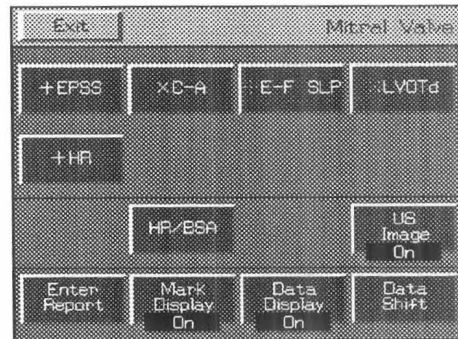 Exit
Mitral Valve
+EPSS
×C-A
E-F SLP
LVOTd
+HR
HR/BSA
US
Image
On
Enter
Report
Mark
Display
On
Data
Display
On
Data
Shift